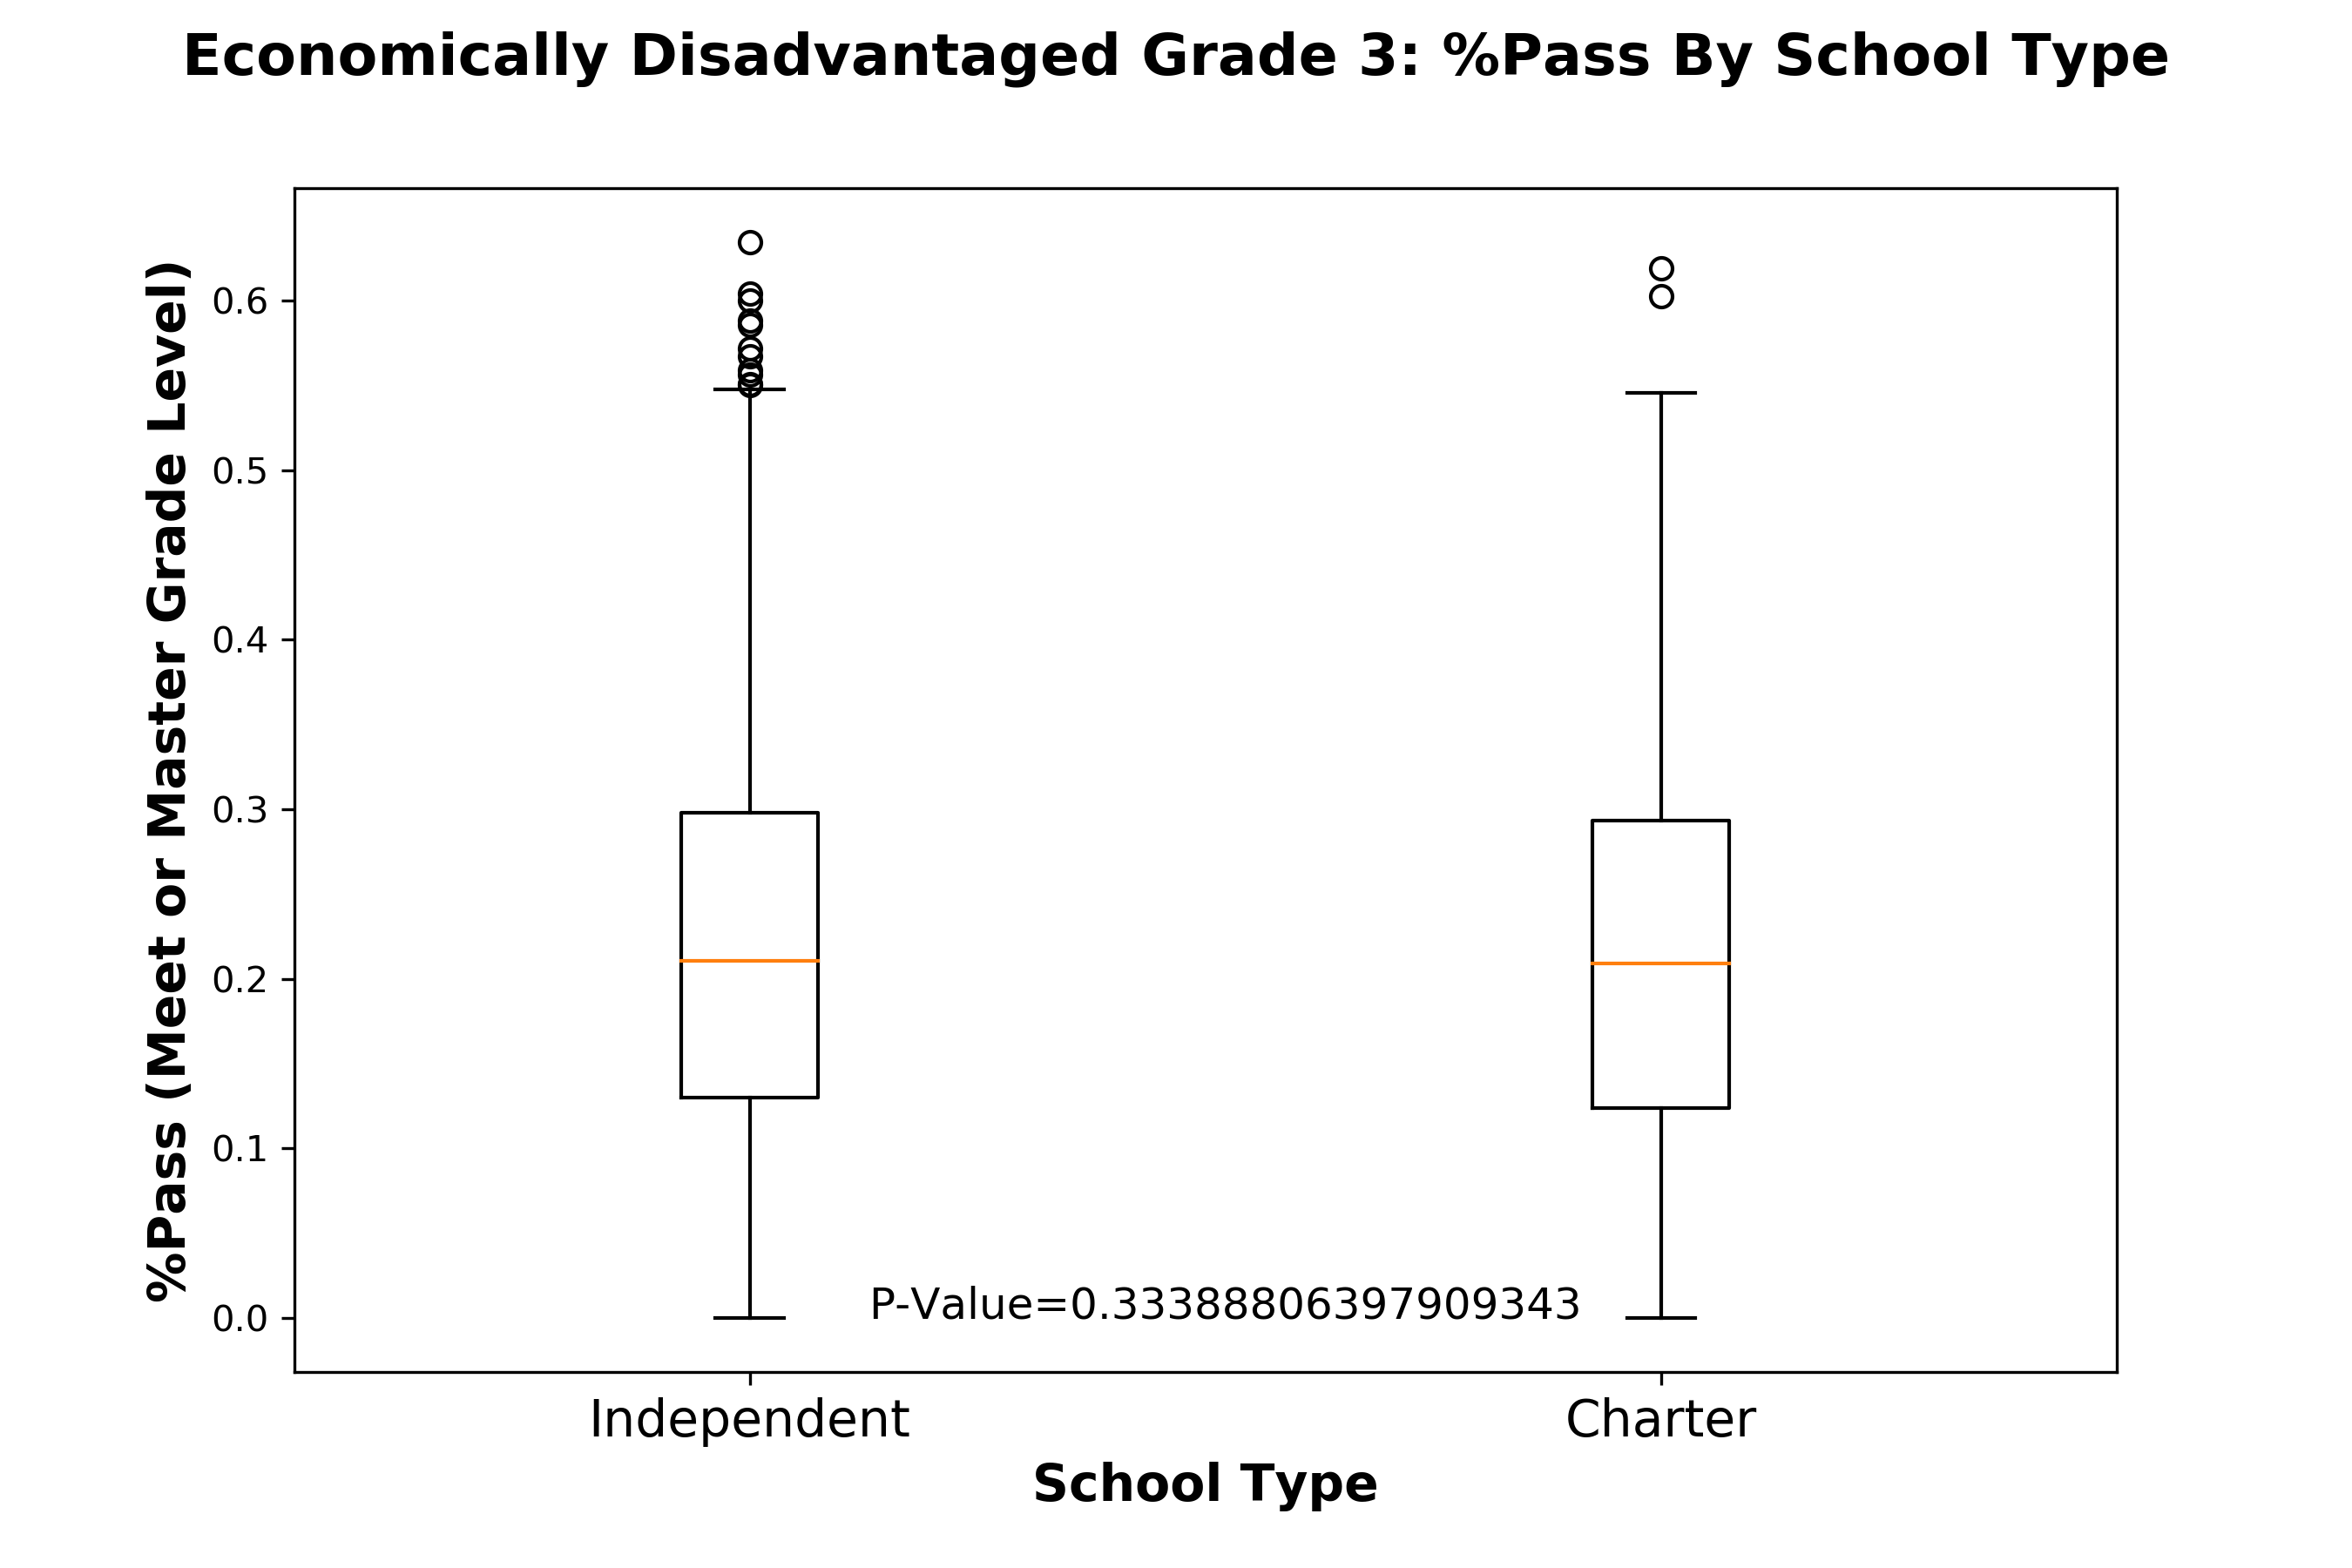 Economically Disadvantaged Grade 3: %Pass By School Type
%Pass (Meet or Master Grade Level)
0.6
0.5
0.4
0.3
0.2
0.1
0.0
P-Value=0.33388806397909343
Independent
Charter
School Type